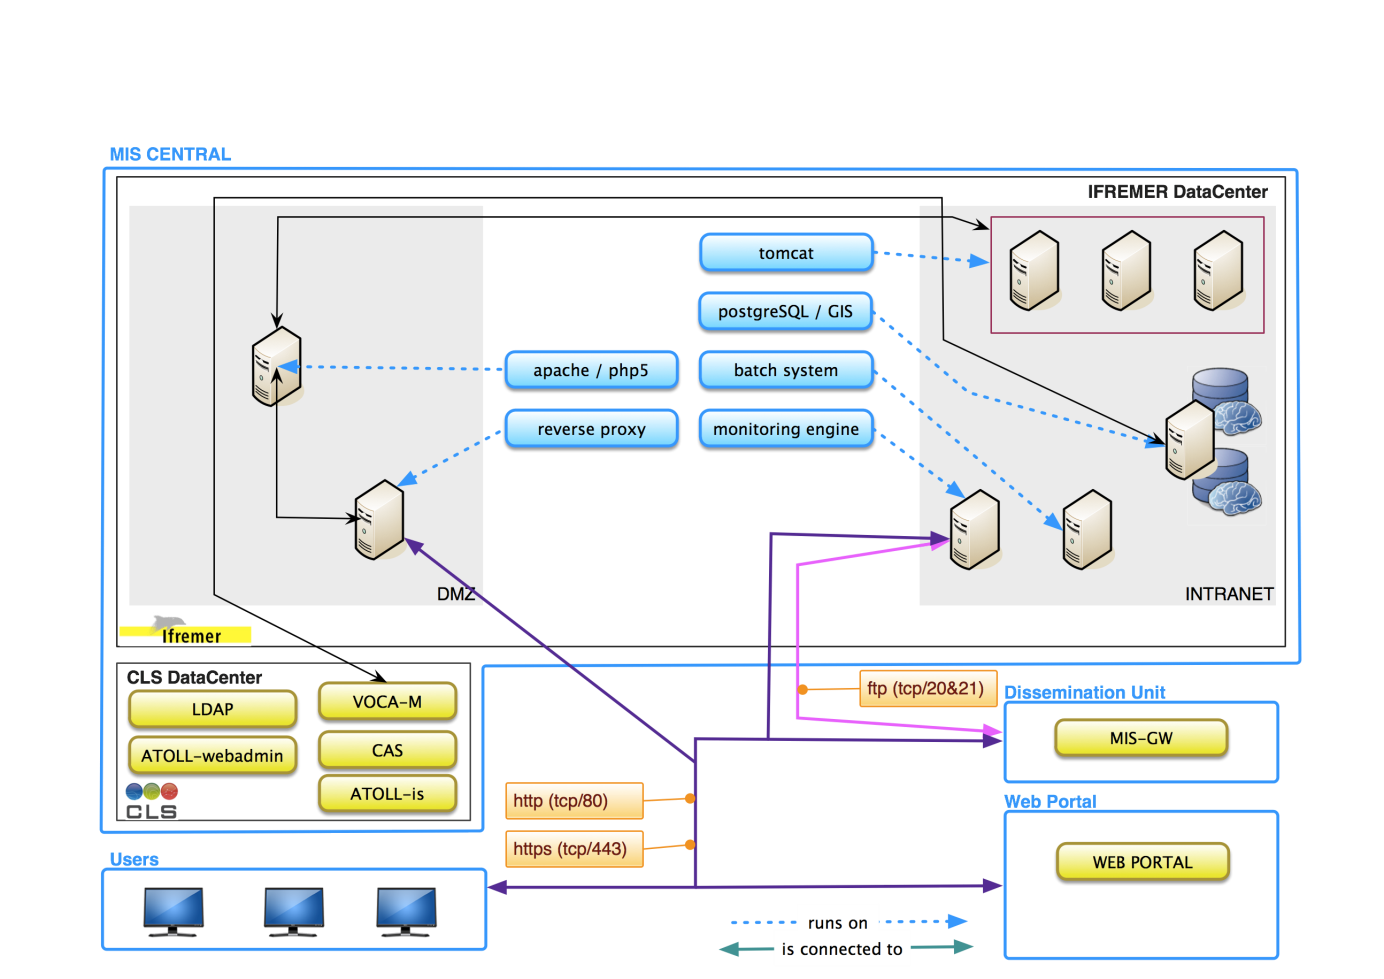 MIS CENTRAL
IFREMER DataCenter
tomcat
postgreSQL / GIS
apache / php5
batch system
reverse proxy
monitoring engine
DMZ
INTRANET
Ifremer
CLS DataCenter
LDAP
VOCA-M
ATOLL-webadmin
CAS
ATOLL-is
CLS
ftp (tcp/20&21)
Dissemination Unit
MIS-GW
http (tcp/80)
https (tcp/443)
Web Portal
WEB PORTAL
Users
runs on
is connected to